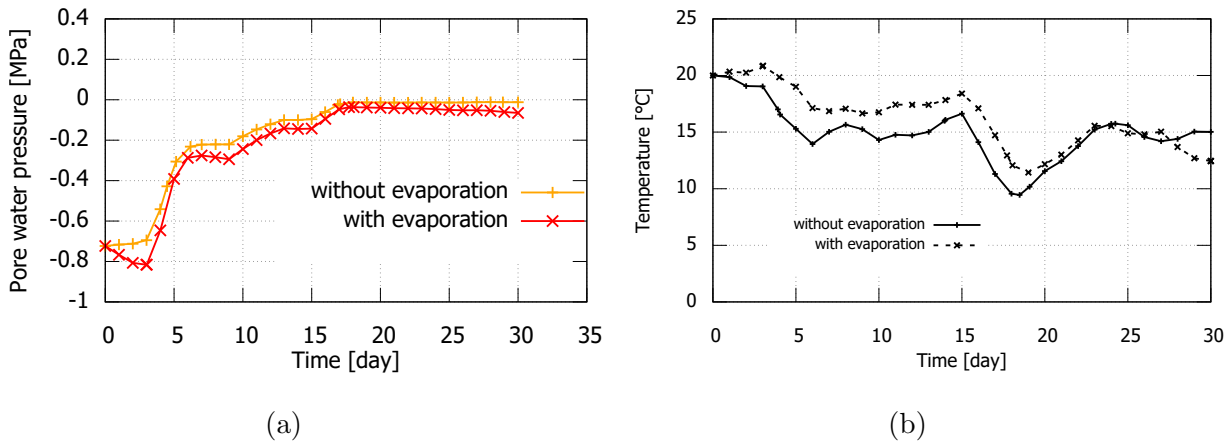 0.4
0.2
0
-0.2
-0.4
-0.6
-0.8
-1
Pore water pressure [MPa]
without evaporation
with evaporation
0 5 10 15 20 25 30 35
Time [day]
(a)
25
20
15
10
5
0
Temperature [°C]
without evaporation
with evaporation
0 5 10 15 20 25 30
Time [day]
(b)